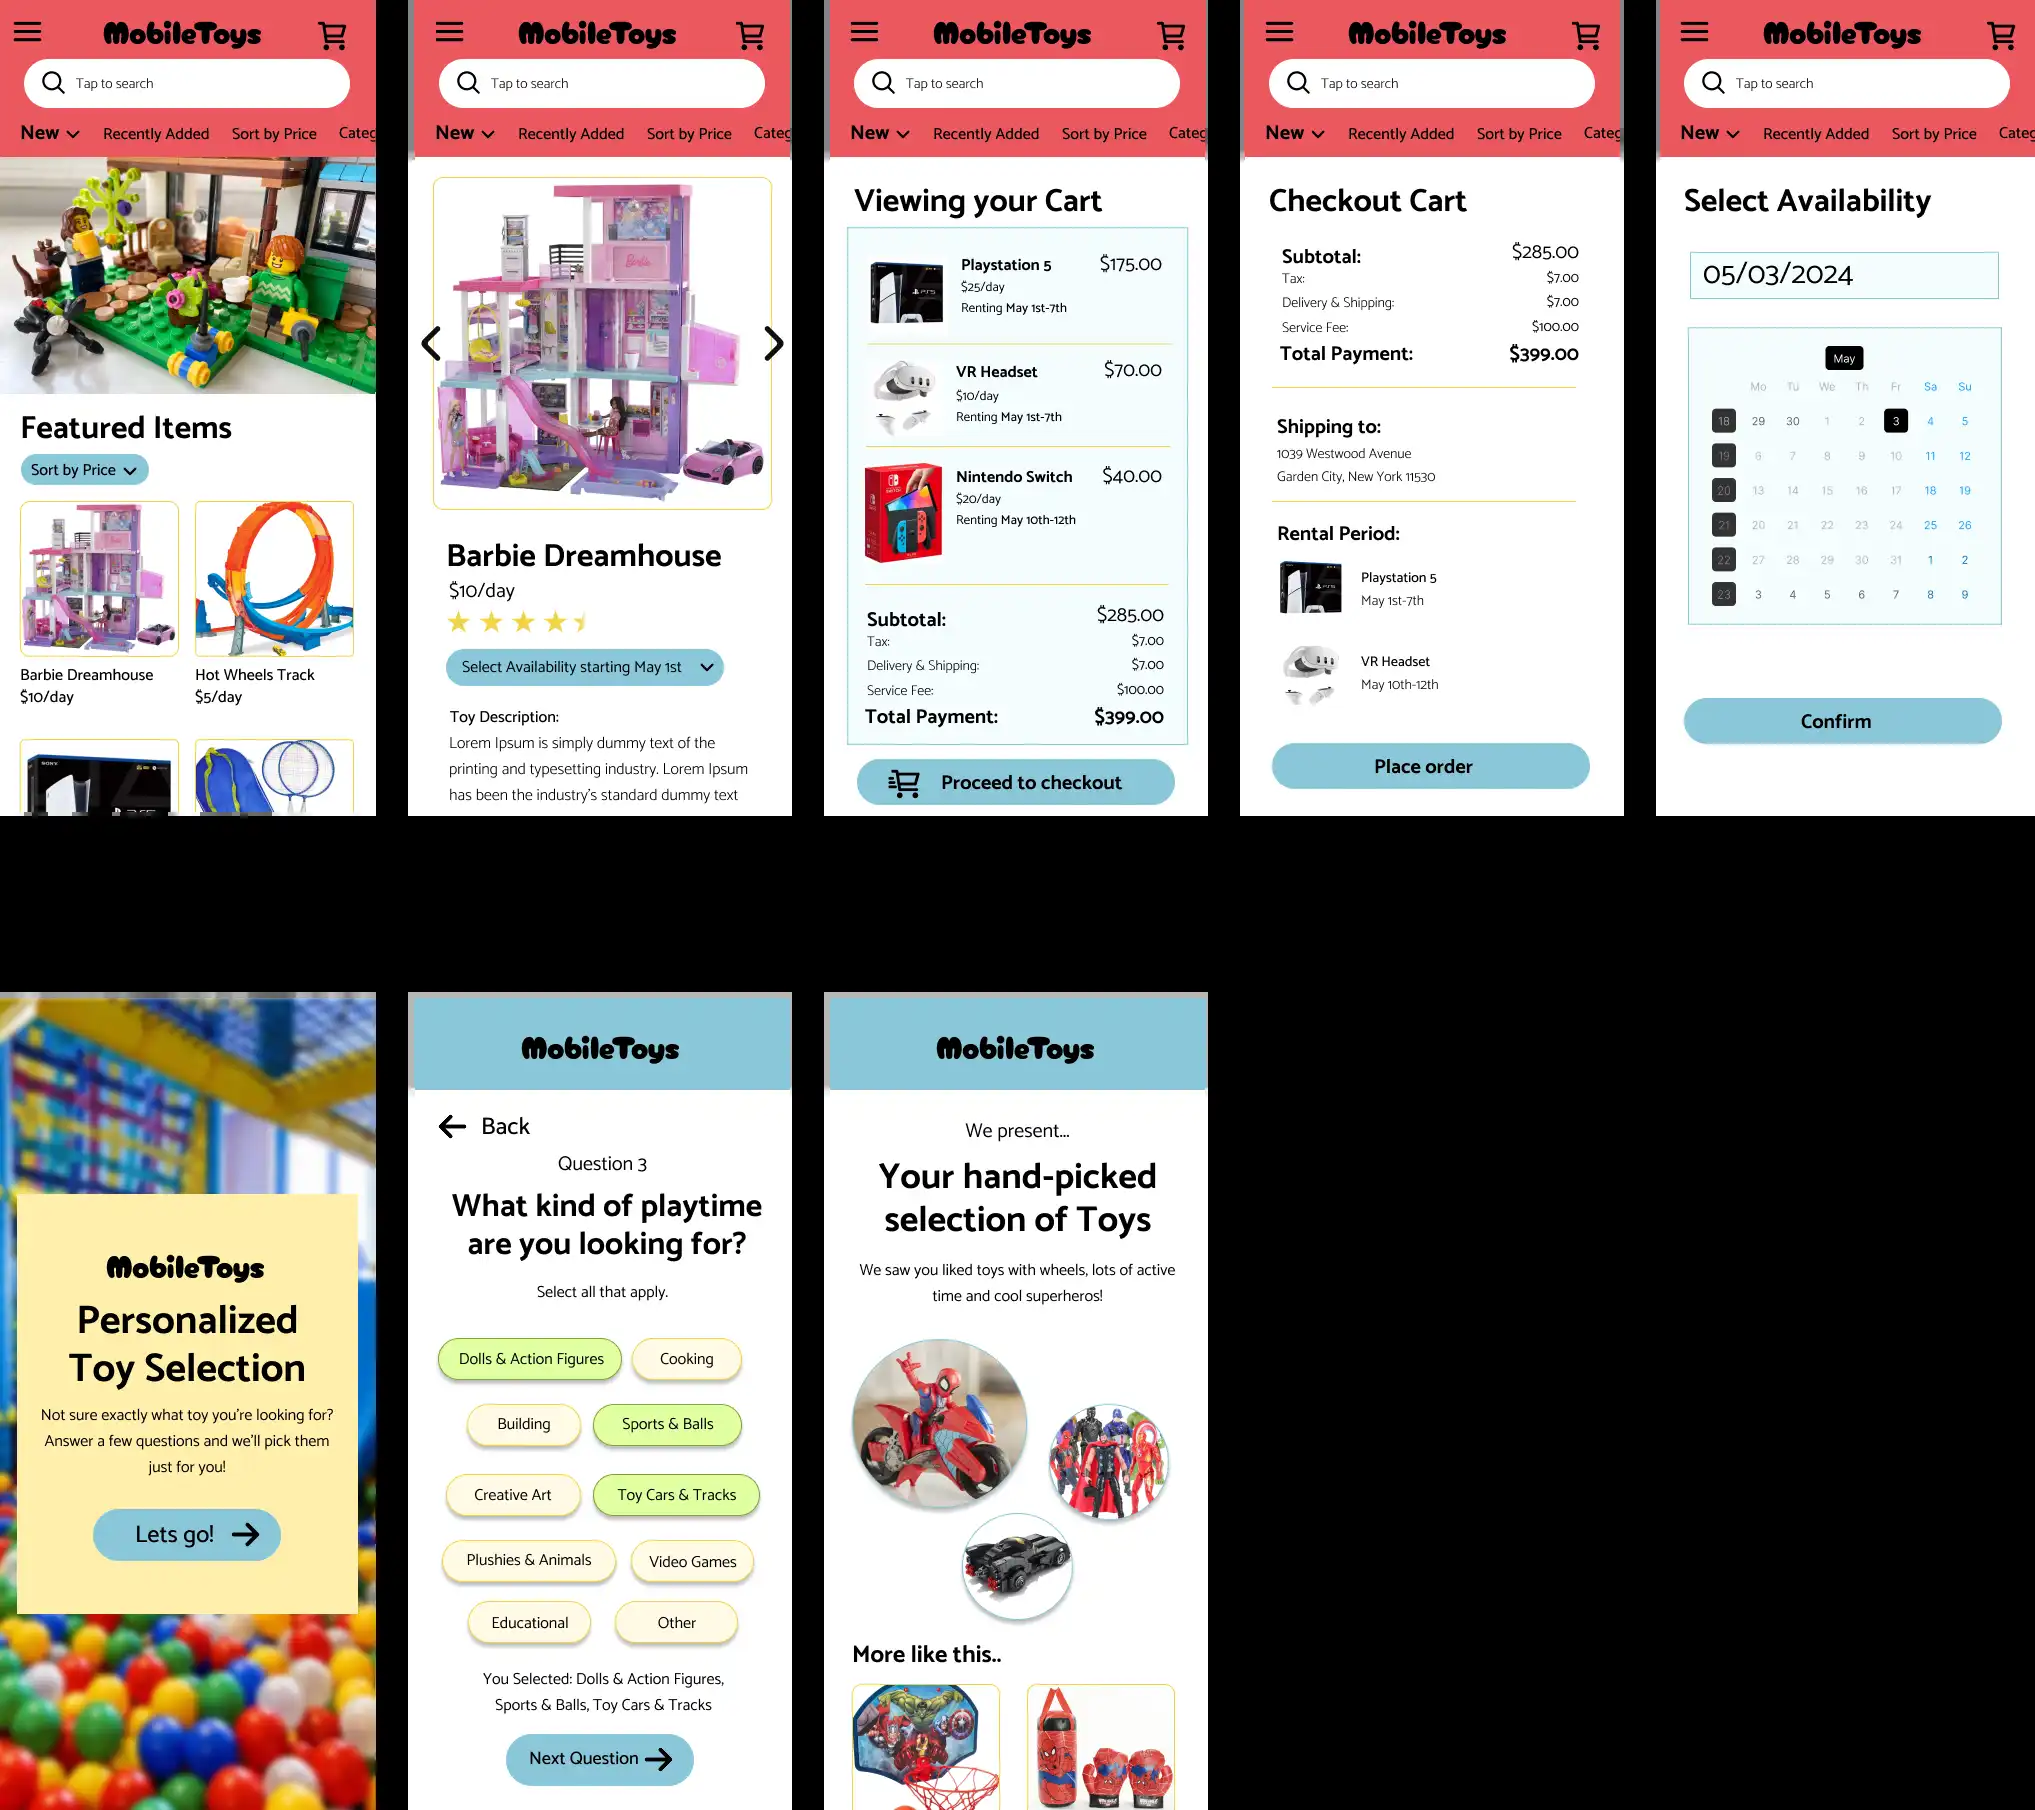 MobileToys
Tap to search
New
Recently Added
Sort by Price
Categ
Featured Items
Sort by Price
Barbie Dreamhouse
$10/day
Hot Wheels Track
$5/day
SONY
PS5
MobileToys
Tap to search
New
Recently Added
Sort by Price
Categ
Barbie
Barbie Dreamhouse
$10/day
Select Availability starting May 1st
Toy Description:
Lorem Ipsum is simply dummy text of the
printing and typesetting industry. Lorem Ipsum
has been the industry's standard dummy text
MobileToys
Tap to search
New
Recently Added
Sort by Price
Categ
Viewing your Cart
PS5
Playstation 5
$175.00
$25/day
Renting May 1st-7th
VR Headset
$70.00
$10/day
Renting May 1st-7th
Nintendo Switch
$40.00
$20/day
Renting May 10th-12th
Subtotal:
$285.00
Tax:
$7.00
Delivery & Shipping:
$7.00
Service Fee:
$100.00
Total Payment:
$399.00
Proceed to checkout
MobileToys
Tap to search
New
Recently Added
Sort by Price
Categ
Checkout Cart
Subtotal:
$285.00
Tax:
$7.00
Delivery & Shipping:
$7.00
Service Fee:
$100.00
Total Payment:
$399.00
Shipping to:
1039 Westwood Avenue
Garden City, New York 11530
Rental Period:
PS5
Playstation 5
May 1st-7th
VR Headset
May 10th-12th
Place order
MobileToys
Tap to search
New
Recently Added
Sort by Price
Categ
Select Availability
05/03/2024
May
Mo Tu We Th Fr Sa Su
18 29 30 1 2 3 4 5
19 6 7 8 9 10 11 12
20 13 14 15 16 17 18 19
21 20 21 22 23 24 25 26
22 27 28 29 30 31 1 2
23 3 4 5 6 7 8 9
Confirm
MobileToys
Personalized
Toy Selection
Not sure exactly what toy you're looking for?
Answer a few questions and we'll pick them
just for you!
Lets go!
MobileToys
Back
Question 3
What kind of playtime
are you looking for?
Select all that apply.
Dolls & Action Figures
Cooking
Building
Sports & Balls
Creative Art
Toy Cars & Tracks
Plushies & Animals
Video Games
Educational
Other
You Selected: Dolls & Action Figures,
Sports & Balls, Toy Cars & Tracks
Next Question
MobileToys
We present...
Your hand-picked
selection of Toys
We saw you liked toys with wheels, lots of active
time and cool superheros!
More like this..